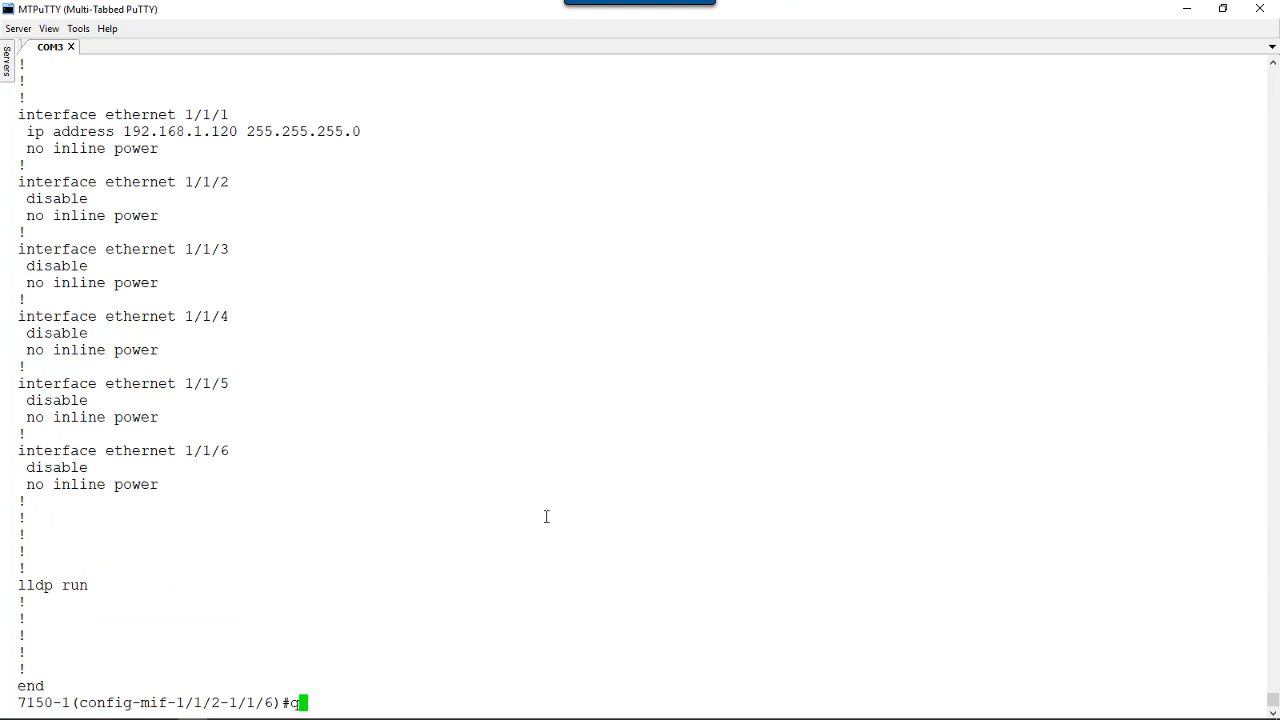 MTPuTTY (Multi-Tabbed PuTTY)
Server View Tools Help
Servers
COM3 X
!
!
!
interface ethernet 1/1/1
 ip address 192.168.1.120 255.255.255.0
 no inline power
!
interface ethernet 1/1/2
 disable
 no inline power
!
interface ethernet 1/1/3
 disable
 no inline power
!
interface ethernet 1/1/4
 disable
 no inline power
!
interface ethernet 1/1/5
 disable
 no inline power
!
interface ethernet 1/1/6
 disable
 no inline power
!
!
!
!
!
lldp run
!
!
!
!
!
end
7150-1(config-mif-1/1/2-1/1/6)#q